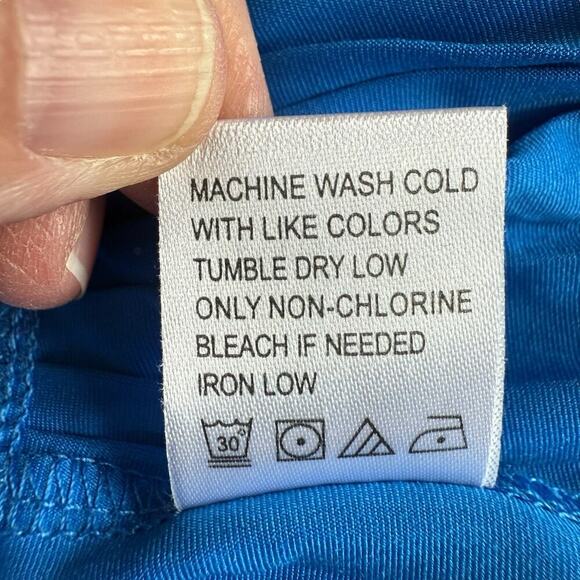 MACHINE WASH COLD
WITH LIKE COLORS
TUMBLE DRY LOW
ONLY NON-CHLORINE
BLEACH IF NEEDED
IRON LOW
30°